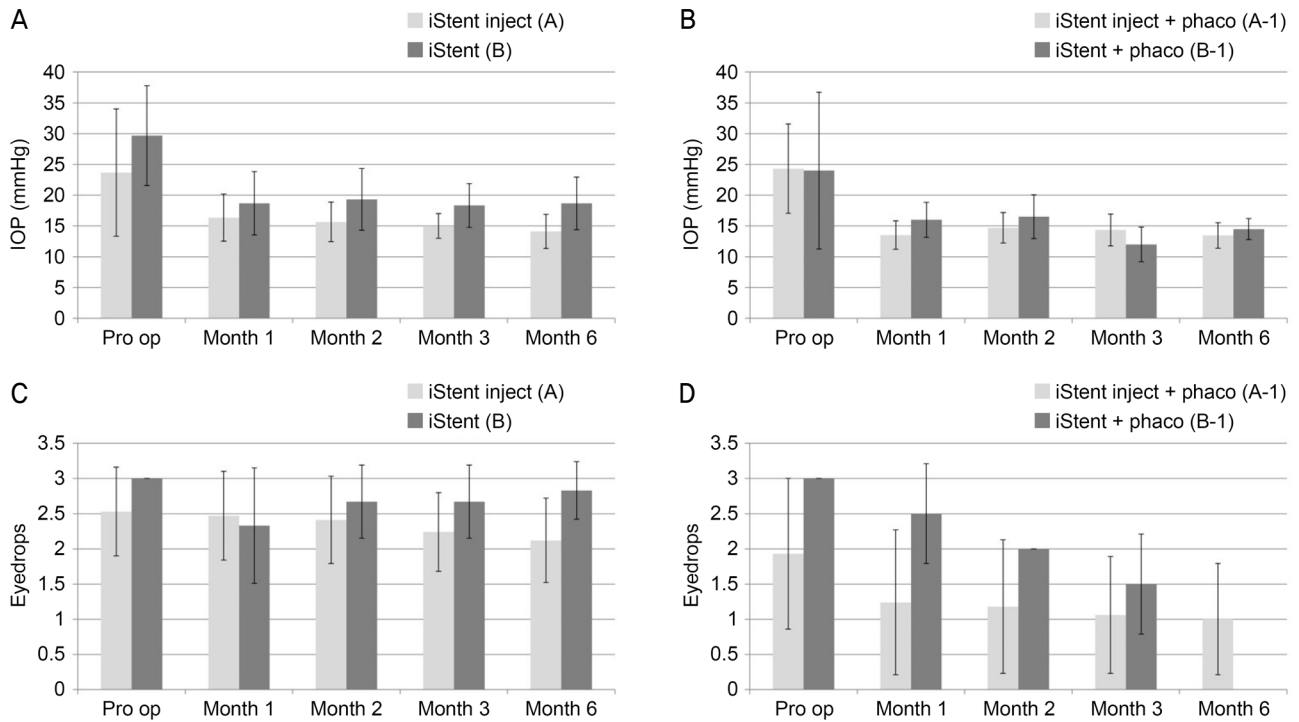 A
iStent inject (A)
iStent (B)
IOP (mmHg)
40
35
30
25
20
15
10
5
0
Pro op
Month 1
Month 2
Month 3
Month 6
B
iStent inject + phaco (A-1)
iStent + phaco (B-1)
IOP (mmHg)
40
35
30
25
20
15
10
5
0
Pro op
Month 1
Month 2
Month 3
Month 6
C
iStent inject (A)
iStent (B)
Eyedrops
3.5
3
2.5
2
1.5
1
0.5
0
Pro op
Month 1
Month 2
Month 3
Month 6
D
iStent inject + phaco (A-1)
iStent + phaco (B-1)
Eyedrops
3.5
3
2.5
2
1.5
1
0.5
0
Pro op
Month 1
Month 2
Month 3
Month 6